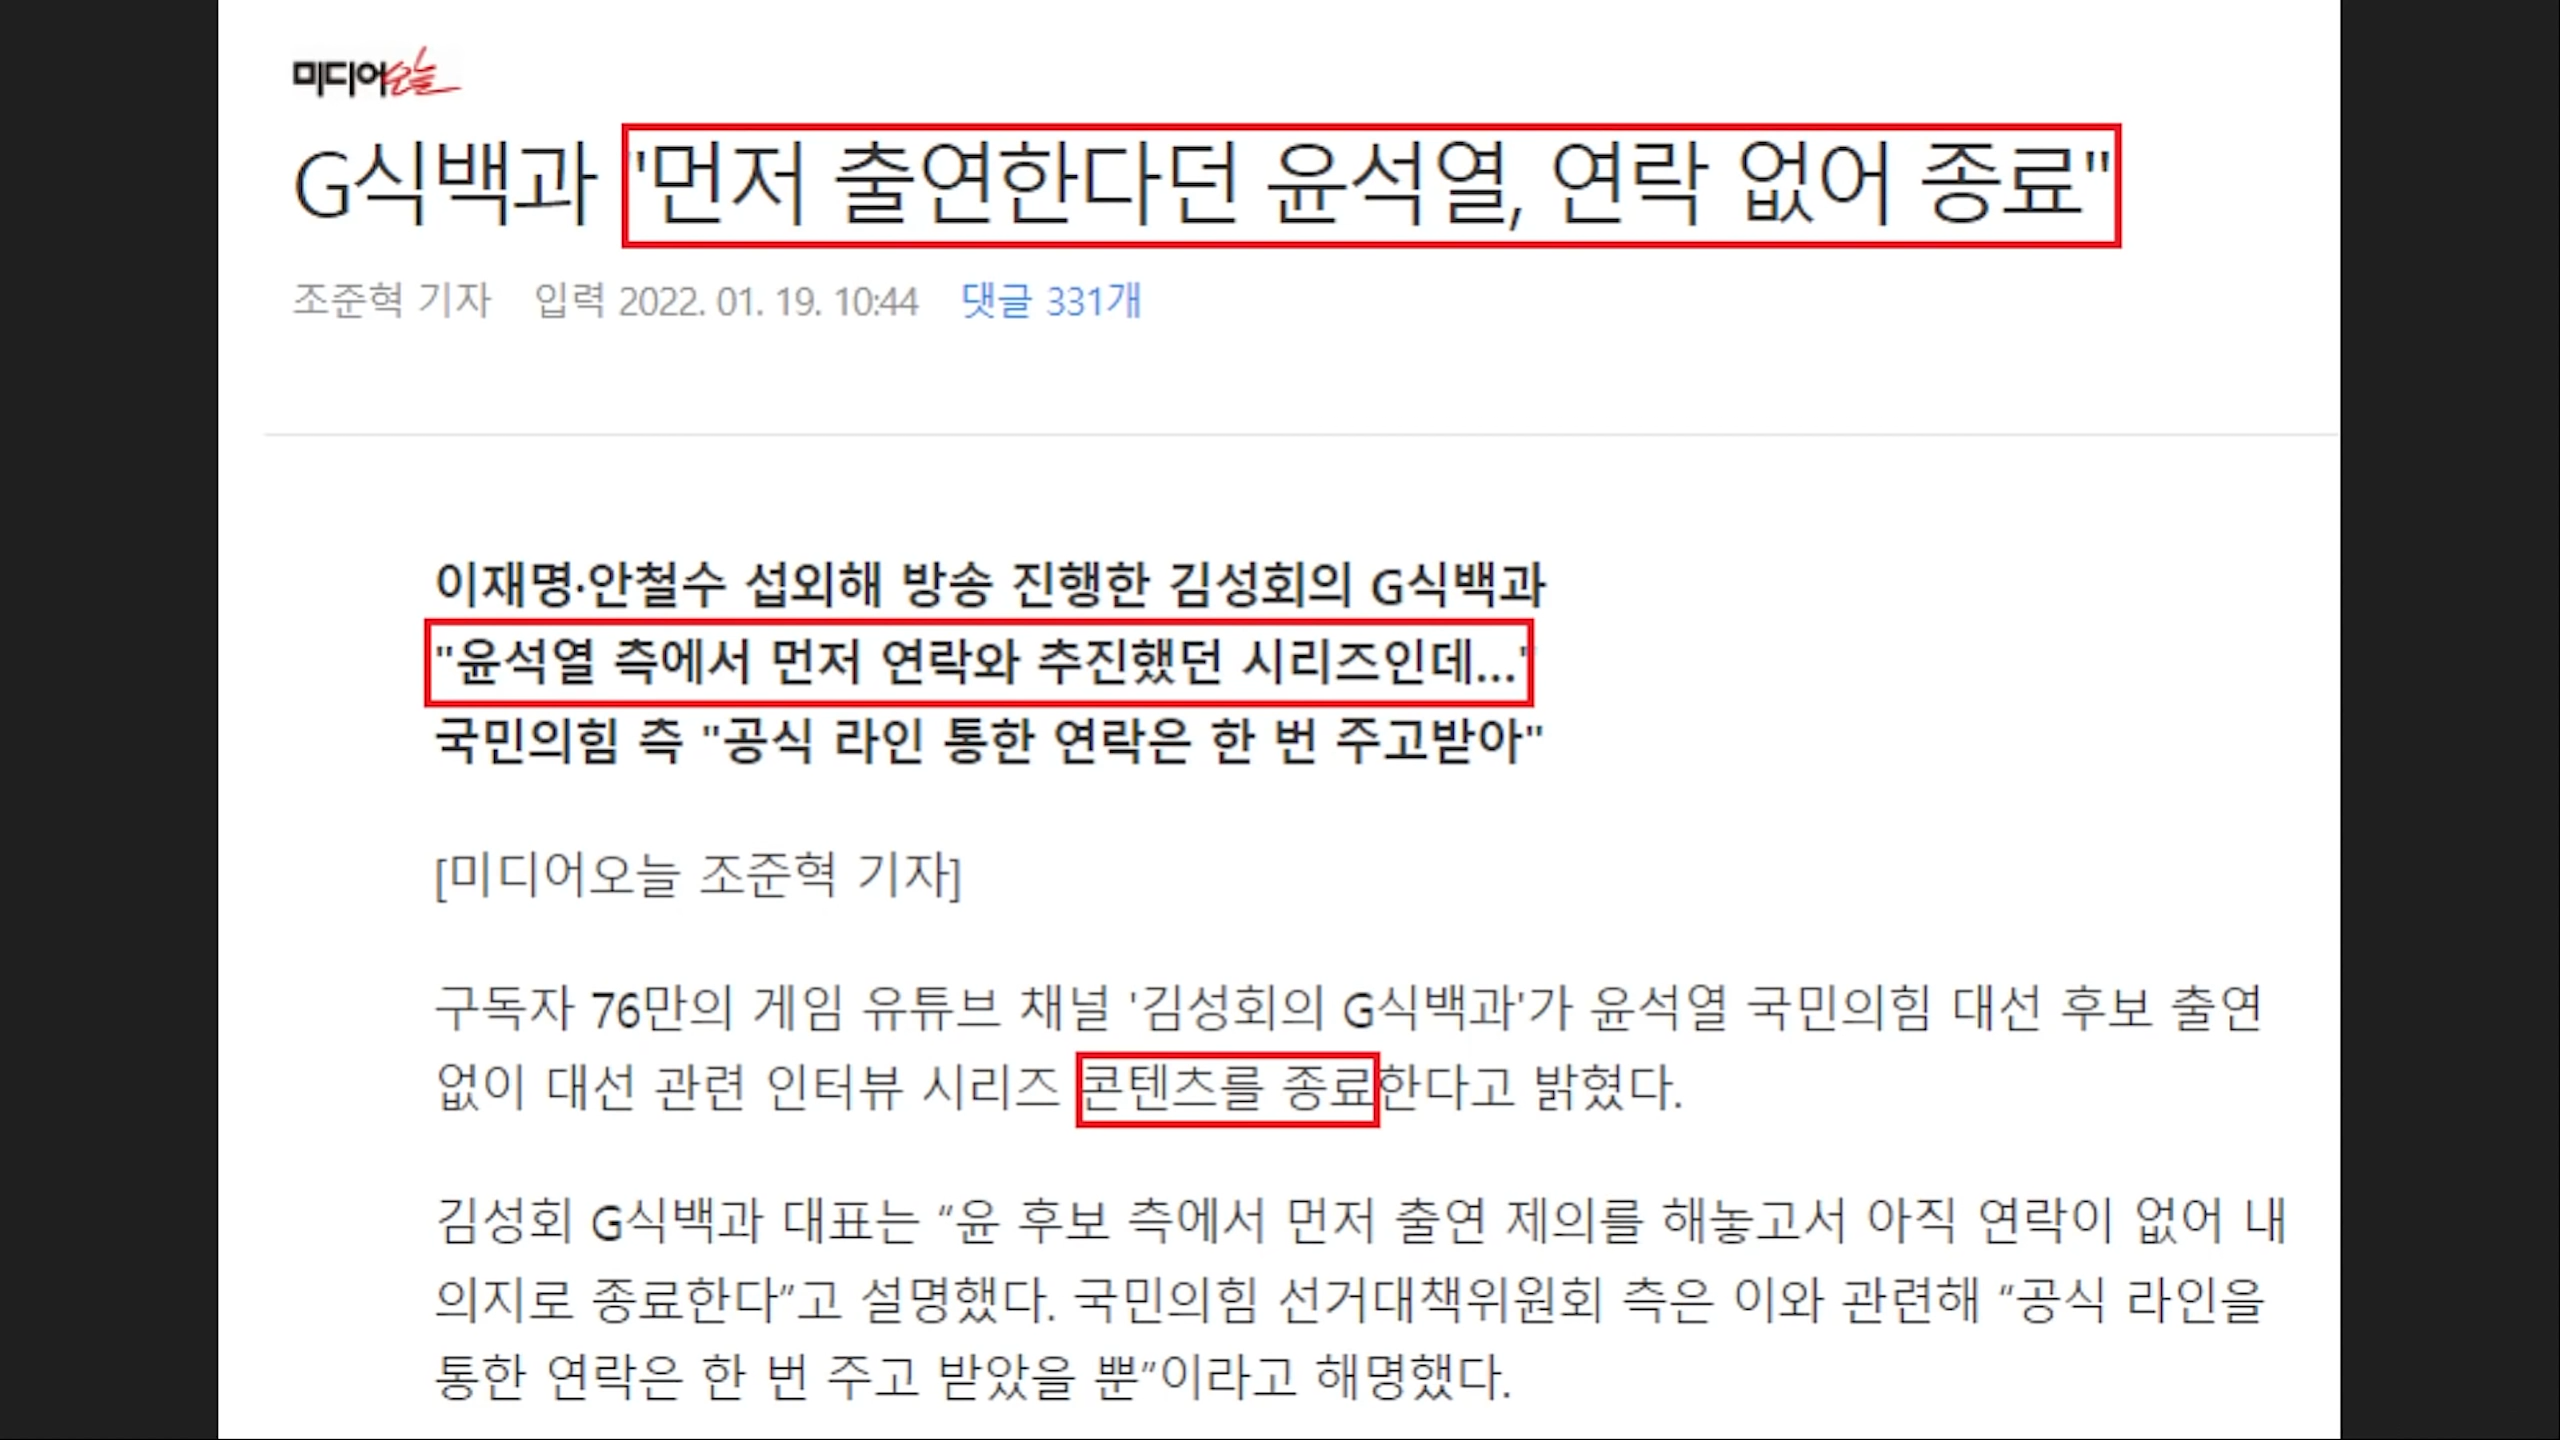 미디어오늘
G식백과 "먼저 출연한다던 윤석열, 연락 없어 종료"
조준혁 기자 입력 2022. 01. 19. 10:44 댓글 331개
이재명·안철수 섭외해 방송 진행한 김성회의 G식백과
"윤석열 측에서 먼저 연락와 추진했던 시리즈인데..."
국민의힘 측 "공식 라인 통한 연락은 한 번 주고받아"
[미디어오늘 조준혁 기자]
구독자 76만의 게임 유튜브 채널 '김성회의 G식백과'가 윤석열 국민의힘 대선 후보 출연
없이 대선 관련 인터뷰 시리즈 콘텐츠를 종료한다고 밝혔다.
김성회 G식백과 대표는 “윤 후보 측에서 먼저 출연 제의를 해놓고서 아직 연락이 없어 내
의지로 종료한다”고 설명했다. 국민의힘 선거대책위원회 측은 이와 관련해 “공식 라인을
통한 연락은 한 번 주고 받았을 뿐”이라고 해명했다.